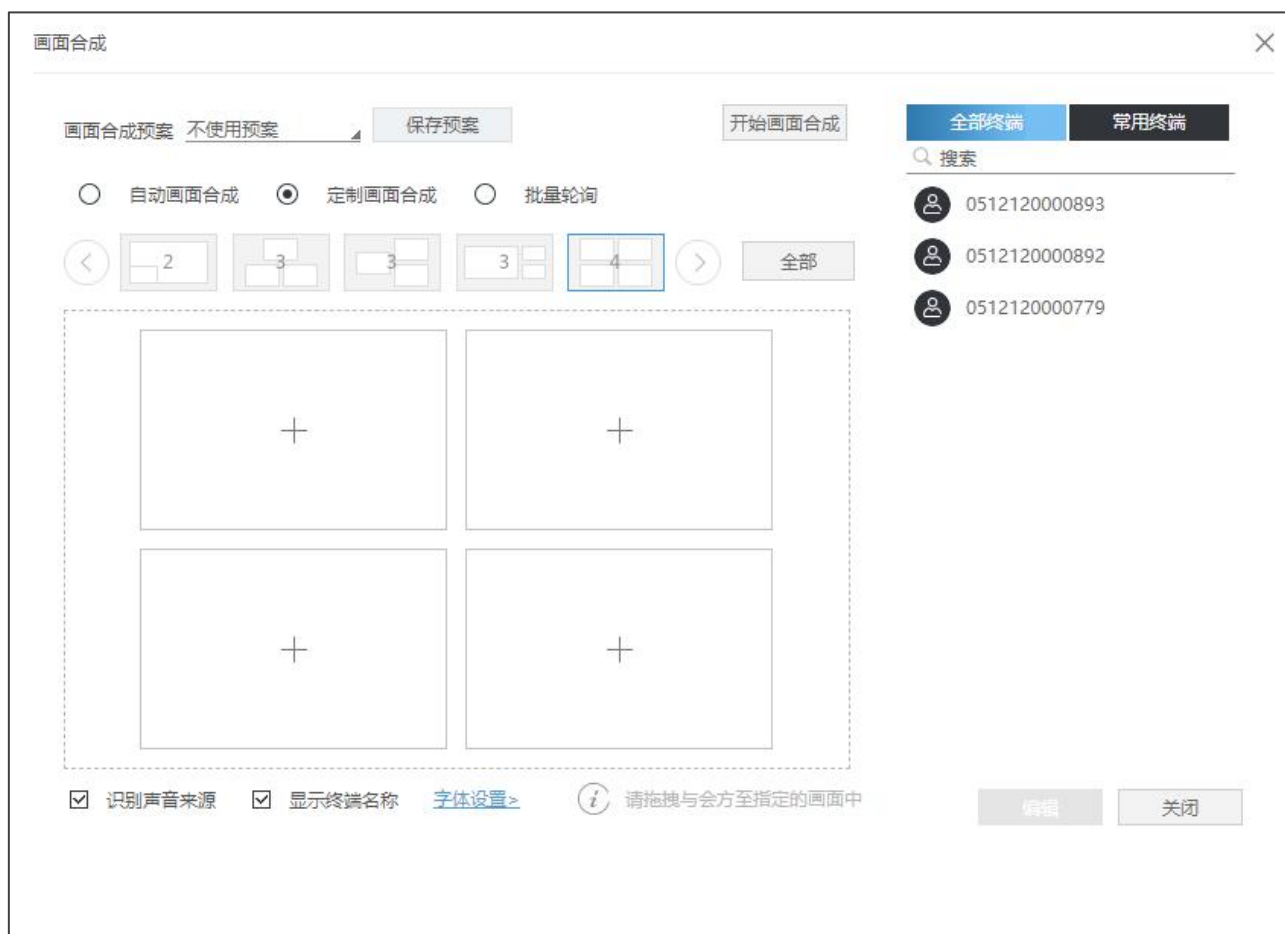 画面合成
画面合成预案 不使用预案 保存预案 开始画面合成
自动画面合成 定制画面合成 批量轮询
2 3 3 3 4 全部
识别声音来源 显示终端名称 字体设置> 请拖拽与会方至指定的画面中
全部终端 常用终端
搜索
0512120000893
0512120000892
0512120000779
编辑 关闭